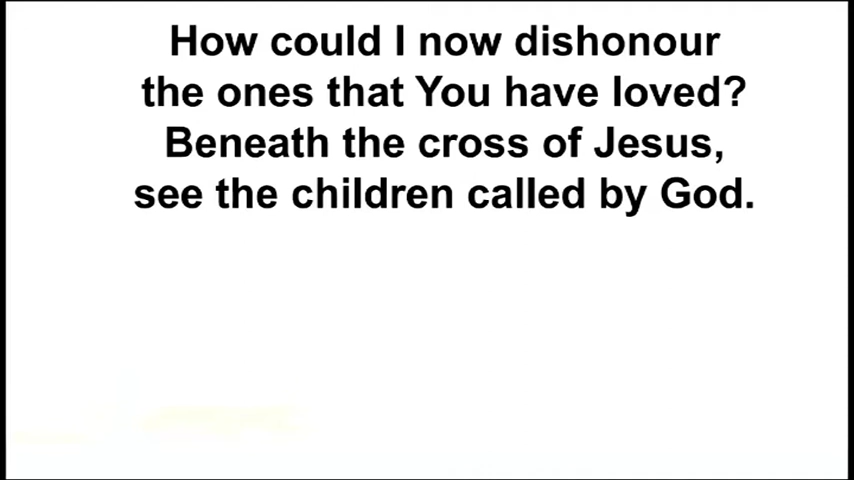 How could I now dishonour
the ones that You have loved?
Beneath the cross of Jesus,
see the children called by God.